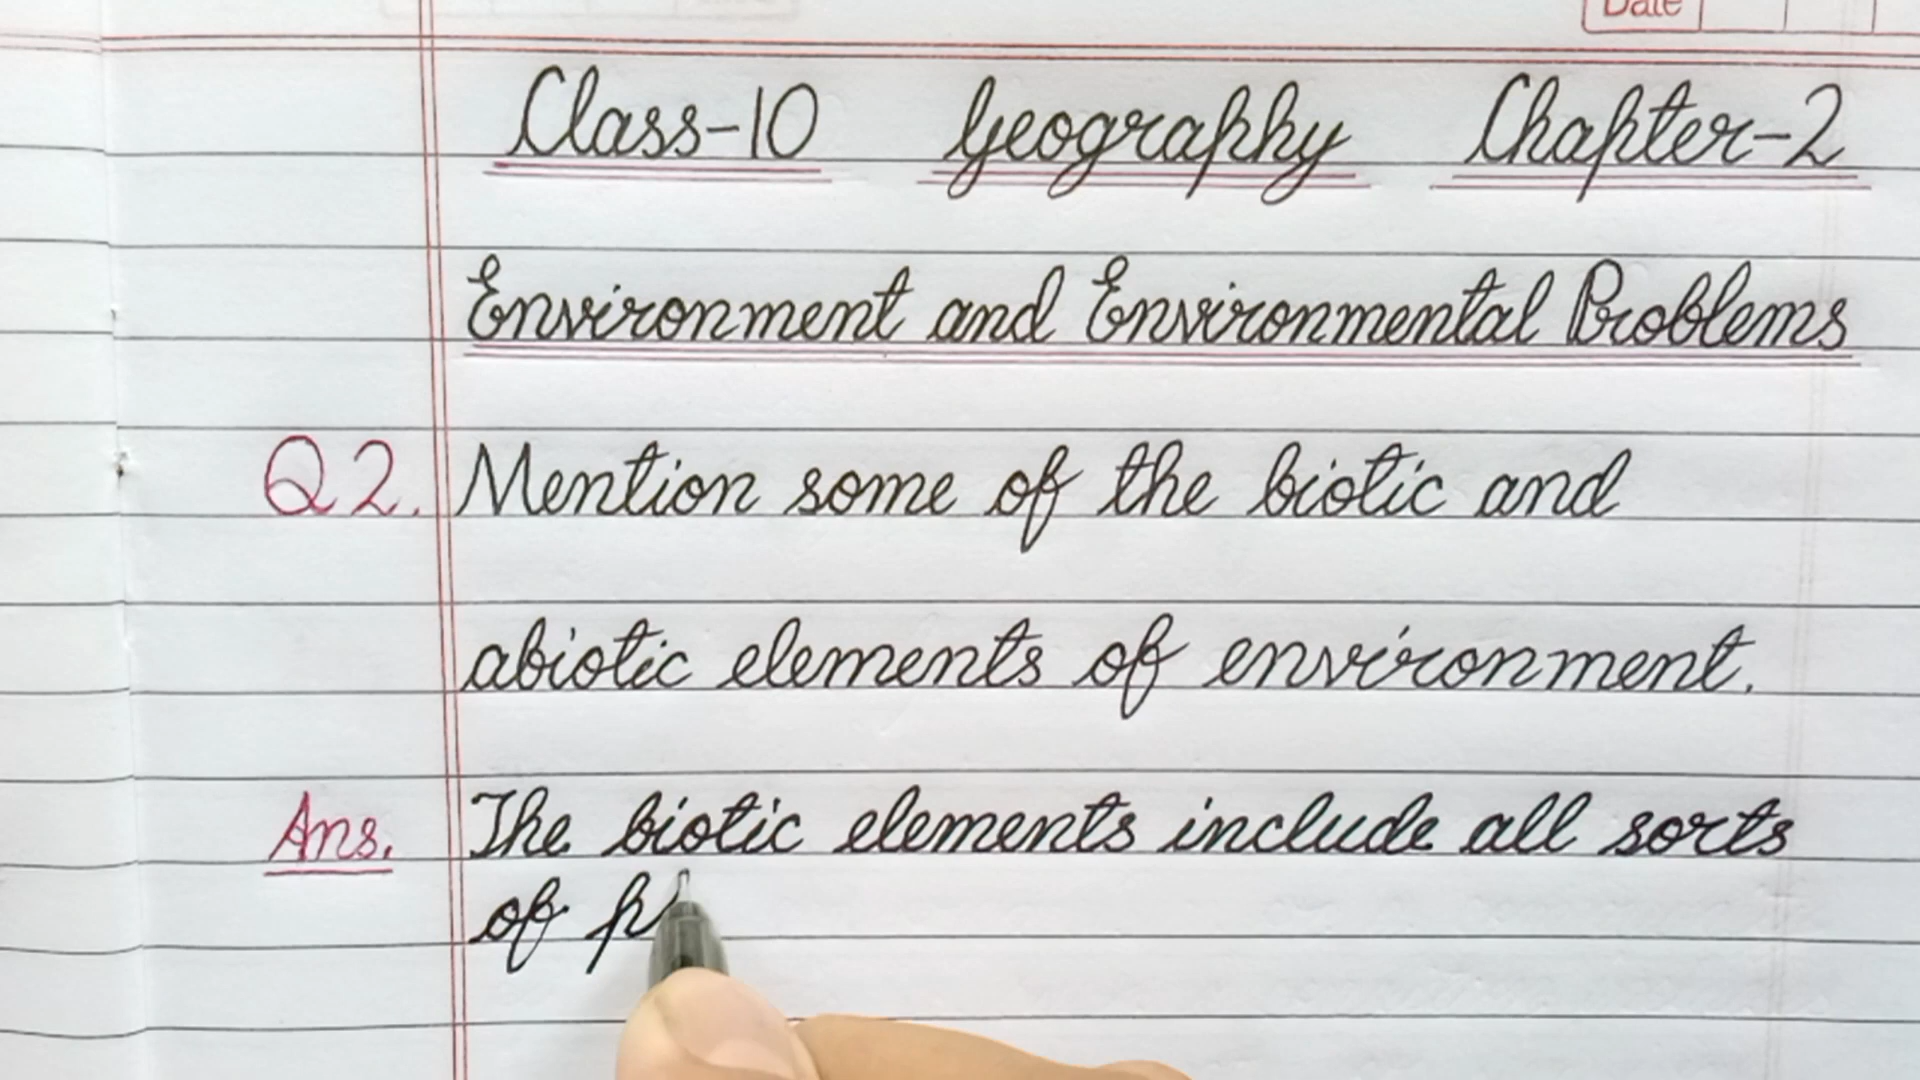 Date
Class-10 Geography Chapter-2
Environment and Environmental Problems
Q2. Mention some of the biotic and
abiotic elements of environment.
Ans. The biotic elements include all sorts
of p